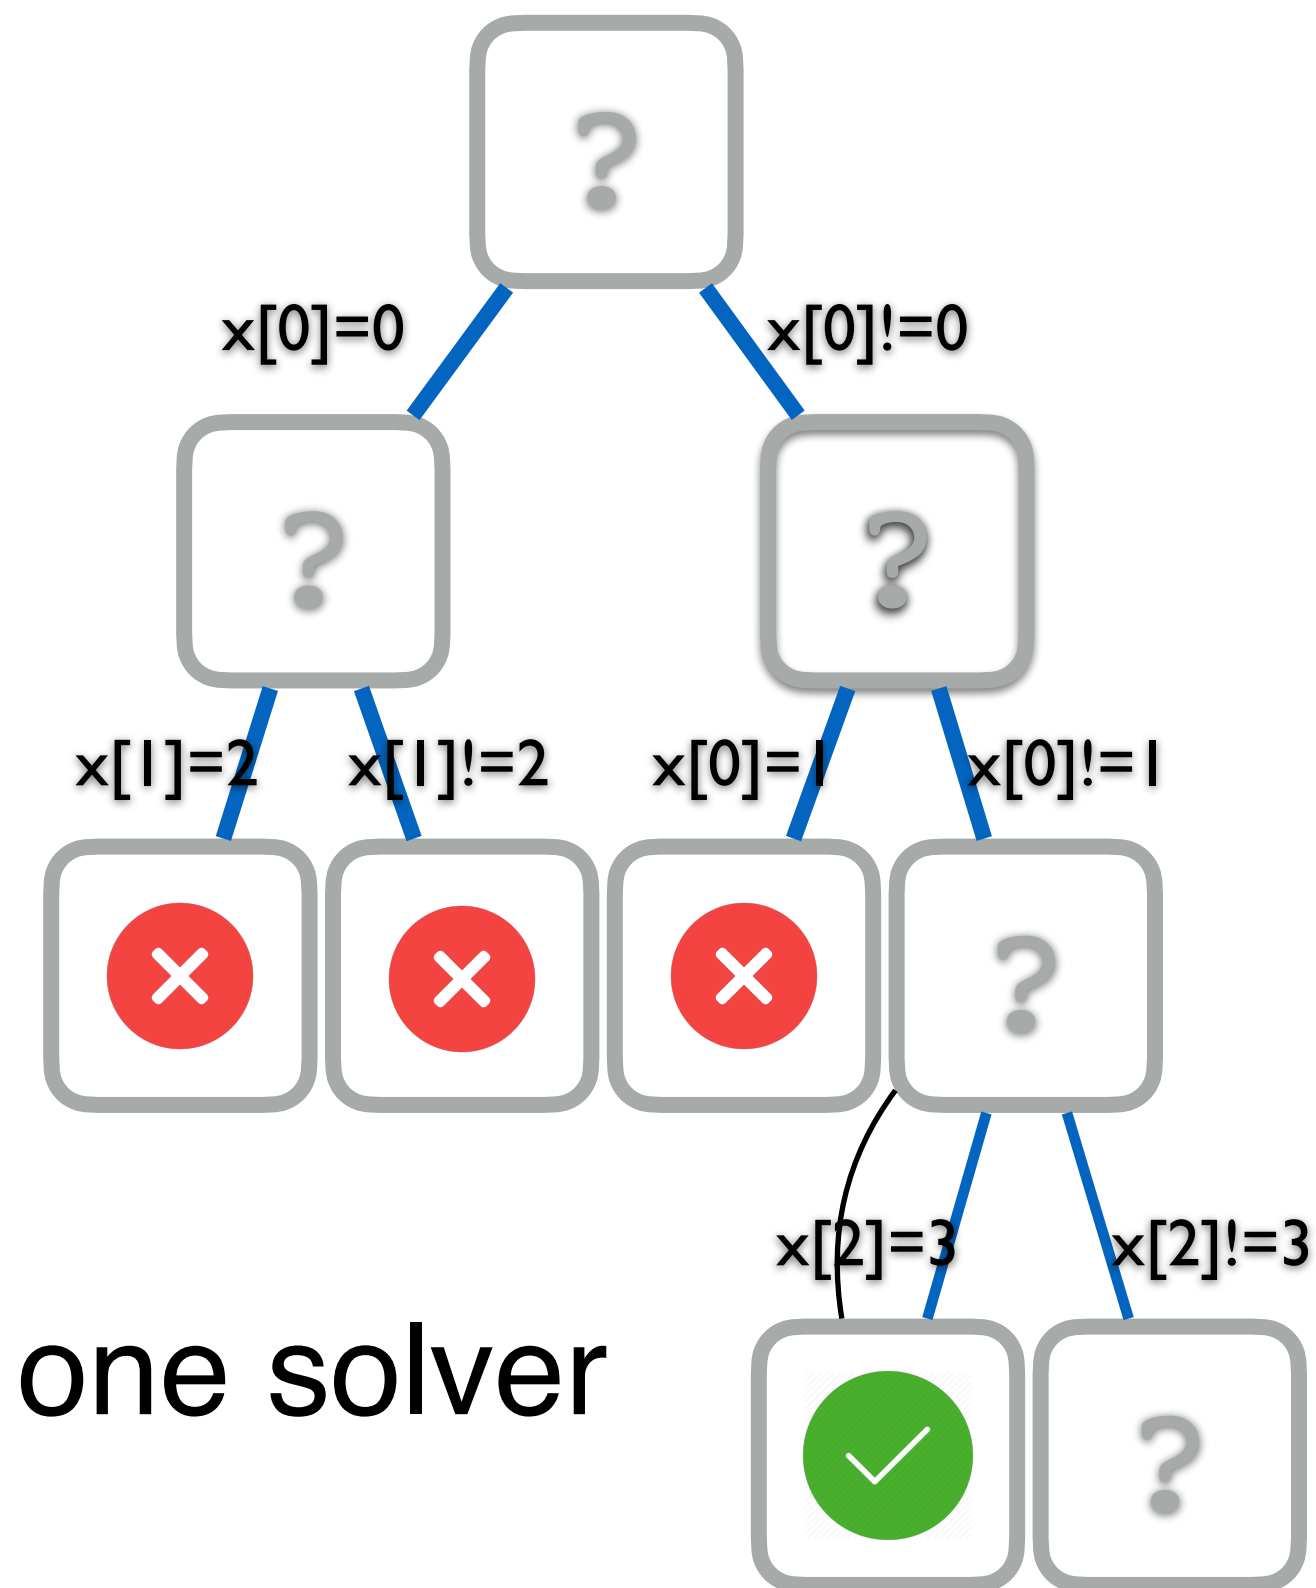 ?
x[0]=0
x[0]!=0
?
?
x[1]=2
x[1]!=2
x[0]=1
x[0]!=1
?
x[2]=3
x[2]!=3
one solver
?